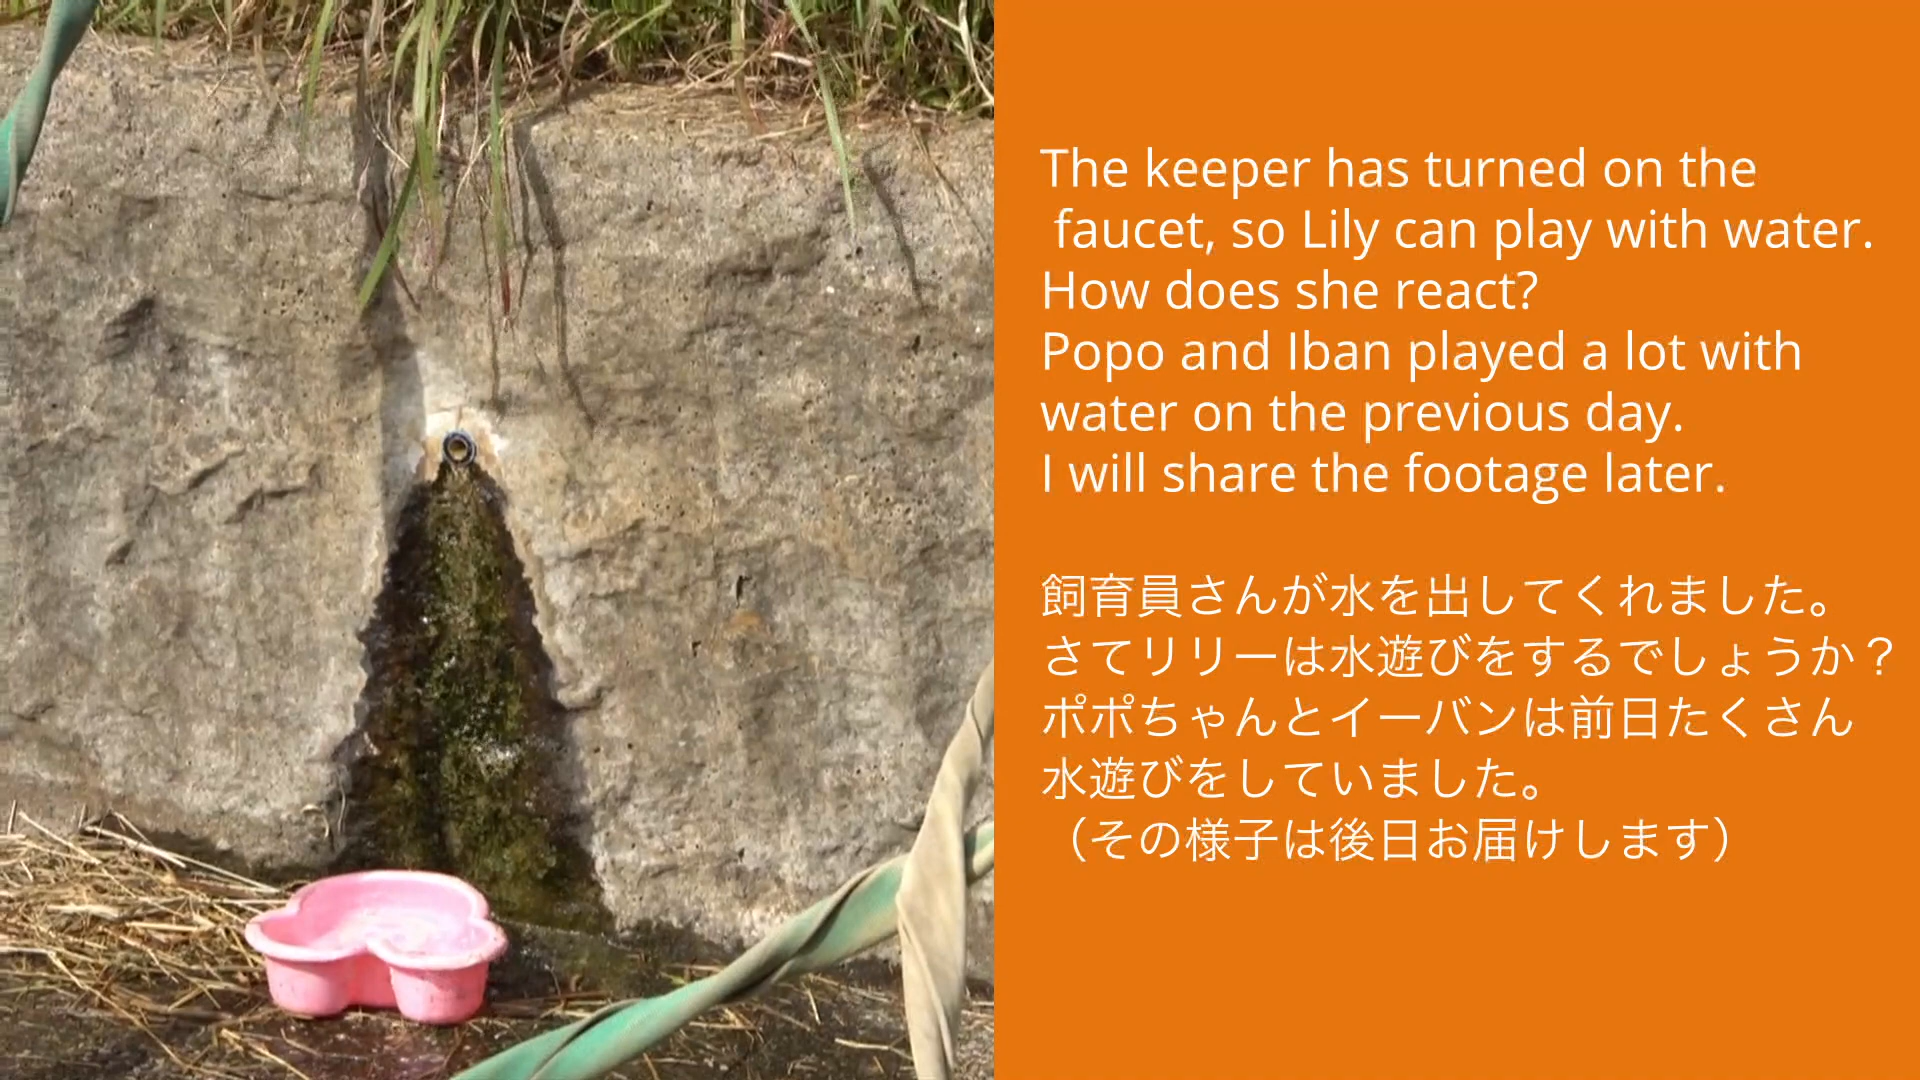 The keeper has turned on the
faucet, so Lily can play with water.
How does she react?
Popo and Iban played a lot with
water on the previous day.
I will share the footage later.
飼育員さんが水を出してくれました。
さてリリーは水遊びをするでしょうか？
ポポちゃんとイーバンは前日たくさん
水遊びをしていました。
（その様子は後日お届けします）